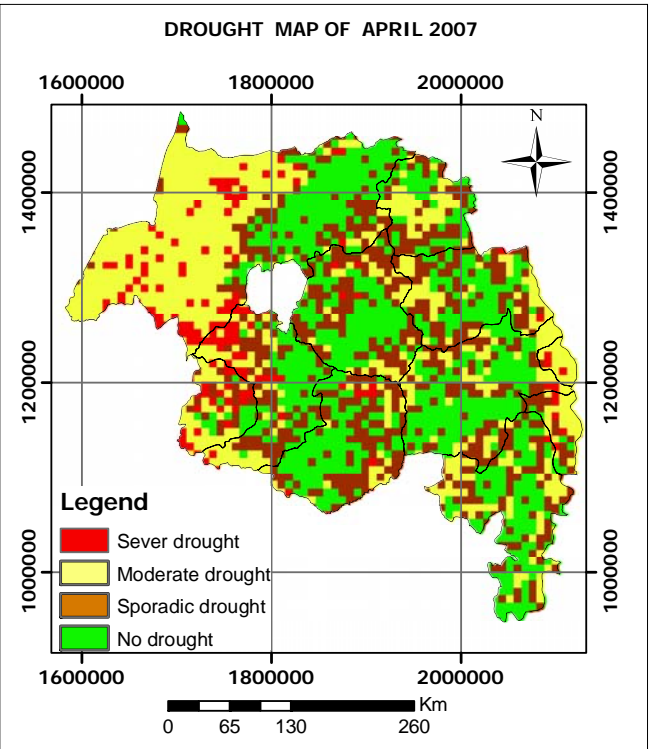 DROUGHT MAP OF APRIL 2007
1600000 1800000 2000000
N
1400000 1400000
1200000 1200000
1000000 1000000
Legend
Sever drought
Moderate drought
Sporadic drought
No drought
1600000 1800000 2000000
Km
0 65 130 260